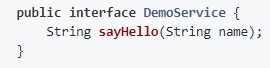 public interface DemoService {
    String sayHello(String name);
}